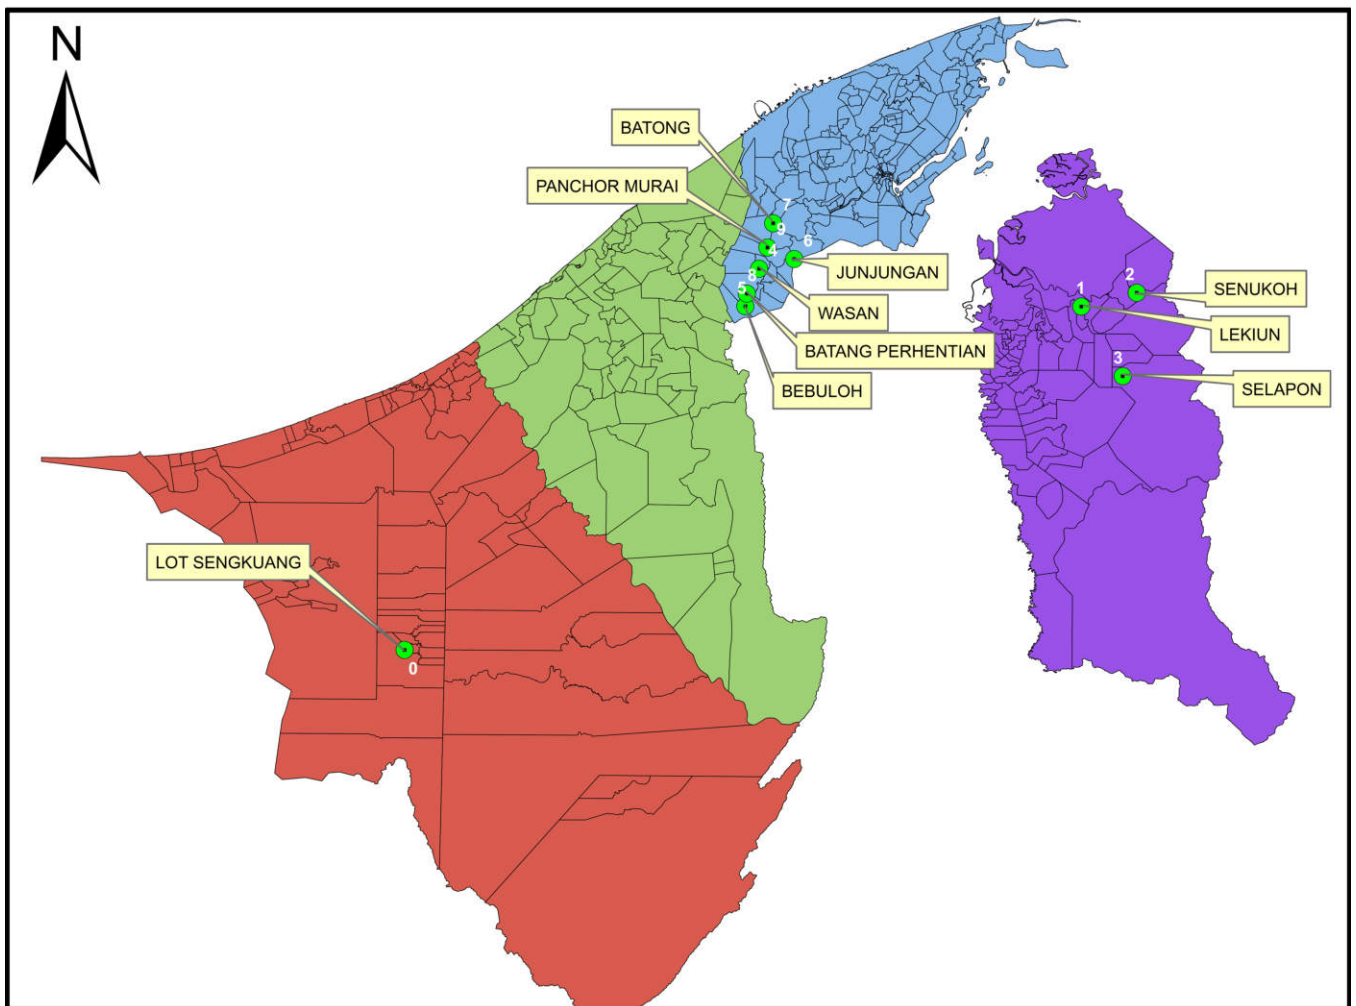 N
BATONG
PANCHOR MURAI
7
9
6
4
JUNJUNGAN
8
5
WASAN
BATANG PERHENTIAN
BEBULOH
1
2
SENUKOH
LEKIUN
3
SELAPON
LOT SENGKUANG
0